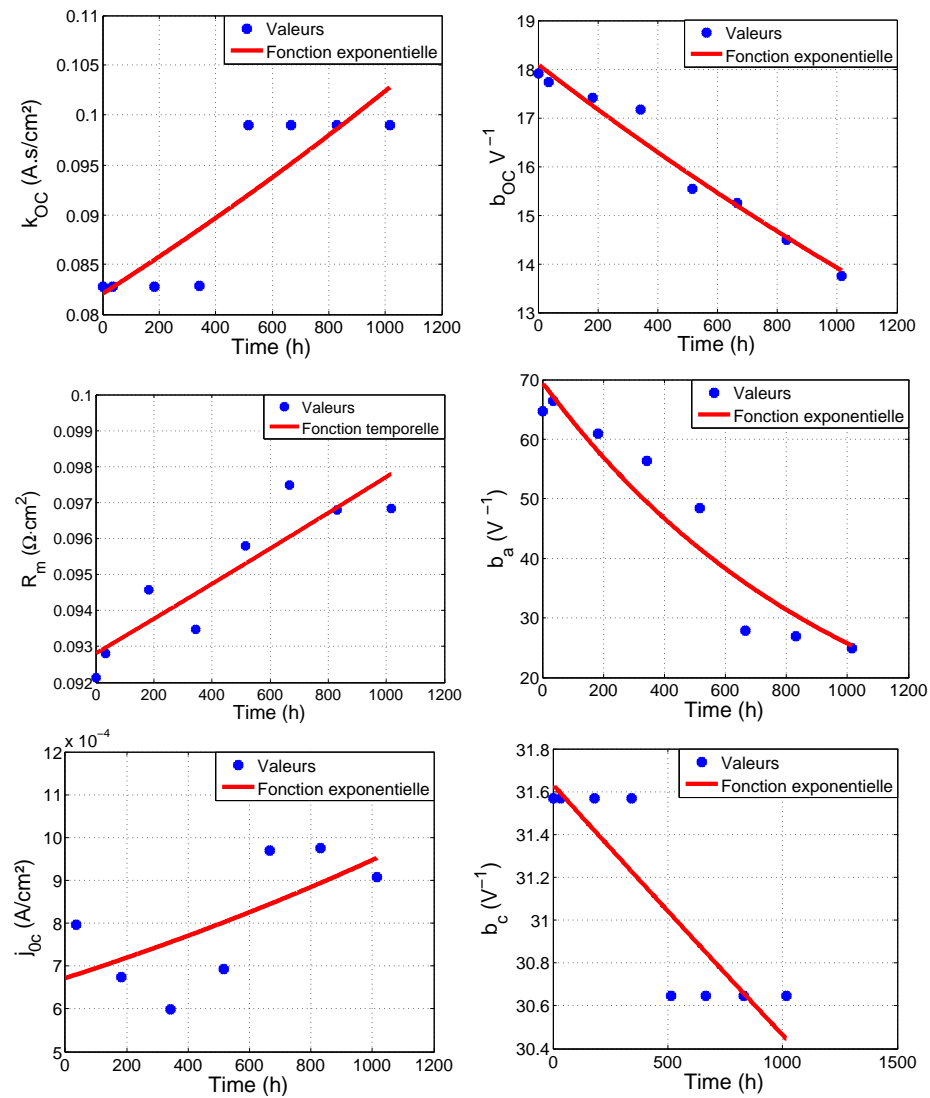 0.11
0.105
0.1
0.095
0.09
0.085
0.08
k_OC (A.s/cm²)
0 200 400 600 800 1000 1200
Time (h)
Valeurs
Fonction exponentielle
19
18
17
16
15
14
13
b_OC V⁻¹
0 200 400 600 800 1000 1200
Time (h)
Valeurs
Fonction exponentielle
0.1
0.099
0.098
0.097
0.096
0.095
0.094
0.093
0.092
R_m (Ω·cm²)
0 200 400 600 800 1000 1200
Time (h)
Valeurs
Fonction temporelle
70
60
50
40
30
20
b_a (V⁻¹)
0 200 400 600 800 1000 1200
Time (h)
Valeurs
Fonction exponentielle
x 10⁻⁴
12
11
10
9
8
7
6
5
j_0c (A/cm²)
0 200 400 600 800 1000 1200
Time (h)
Valeurs
Fonction exponentielle
31.8
31.6
31.4
31.2
31
30.8
30.6
30.4
b_c (V⁻¹)
0 500 1000 1500
Time (h)
Valeurs
Fonction exponentielle